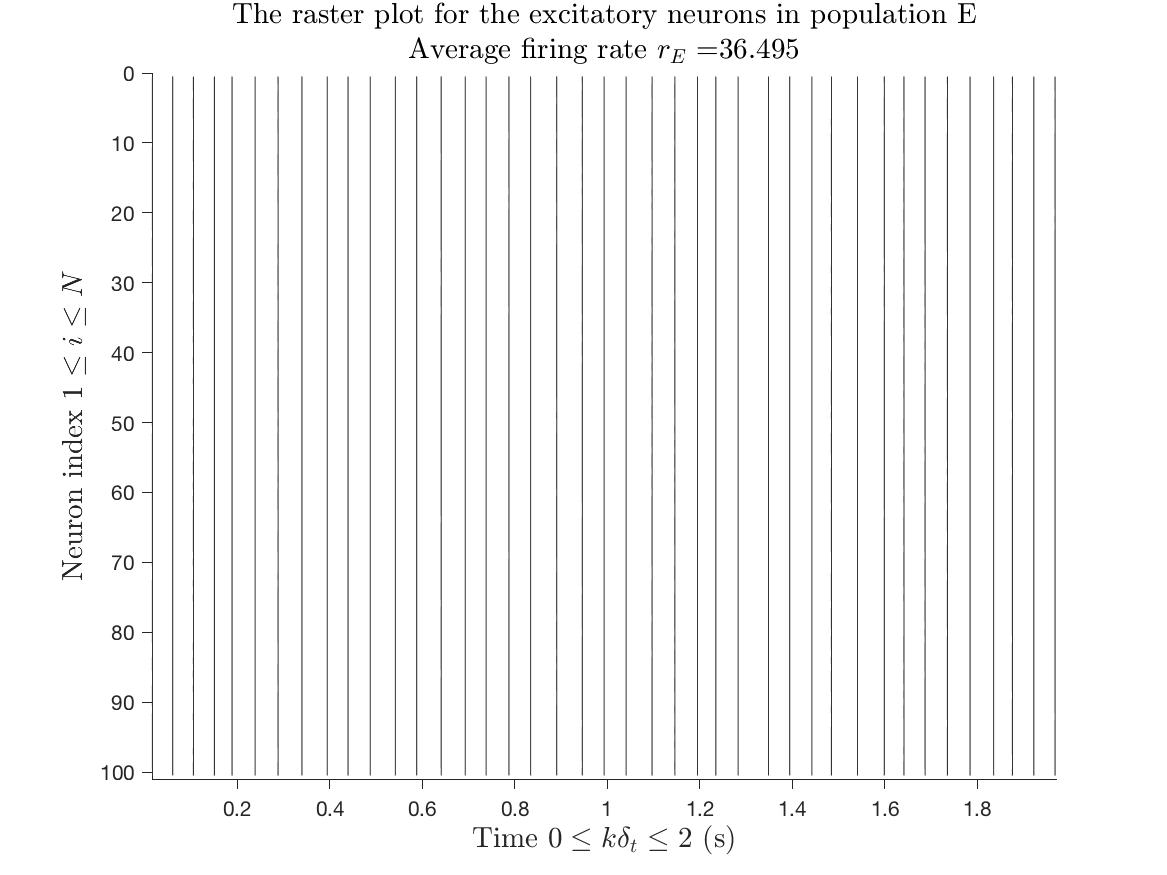 The raster plot for the excitatory neurons in population E
Average firing rate r_E =36.495
0
10
20
30
40
50
60
70
80
90
100
Neuron index 1 ≤ i ≤ N
0.2 0.4 0.6 0.8 1 1.2 1.4 1.6 1.8
Time 0 ≤ kδ_t ≤ 2 (s)